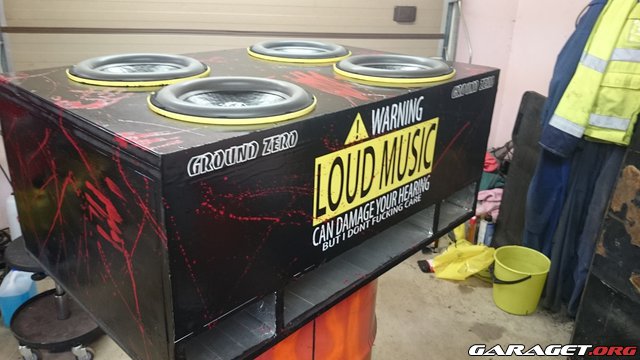 GROUND ZERO
GROUND ZERO
WARNING
LOUD MUSIC
CAN DAMAGE YOUR HEARING
BUT I DONT FUCKING CARE
GARAGET.ORG